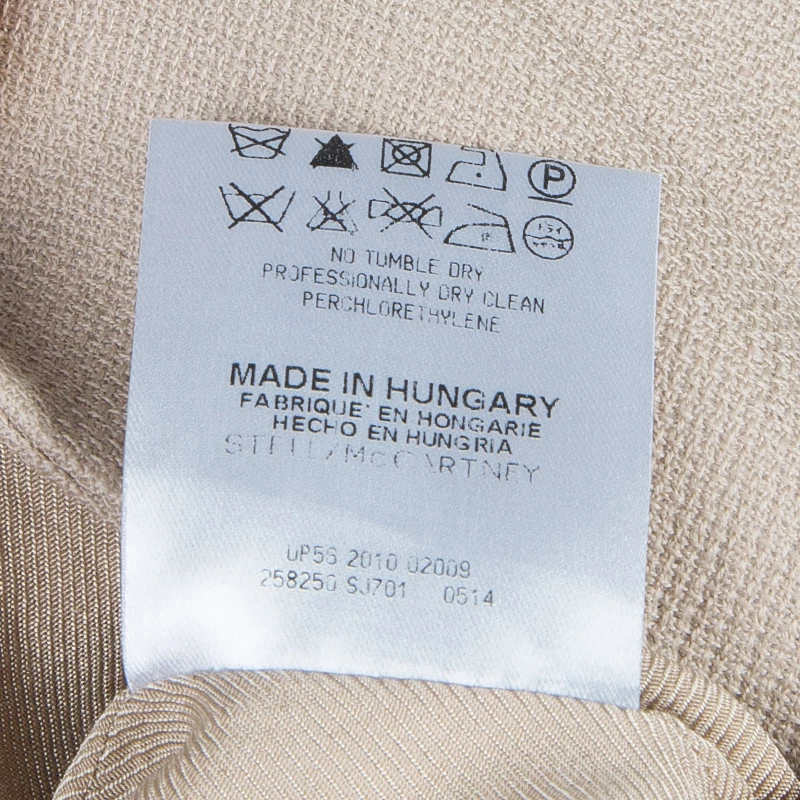 P
NO TUMBLE DRY
PROFESSIONALLY DRY CLEAN
PERCHLORETHYLENE
MADE IN HUNGARY
FABRIQUE' EN HONGARIE
HECHO EN HUNGRIA
STELLA McCARTNEY
UP5S 2010 02009
258250 SJ701 0514